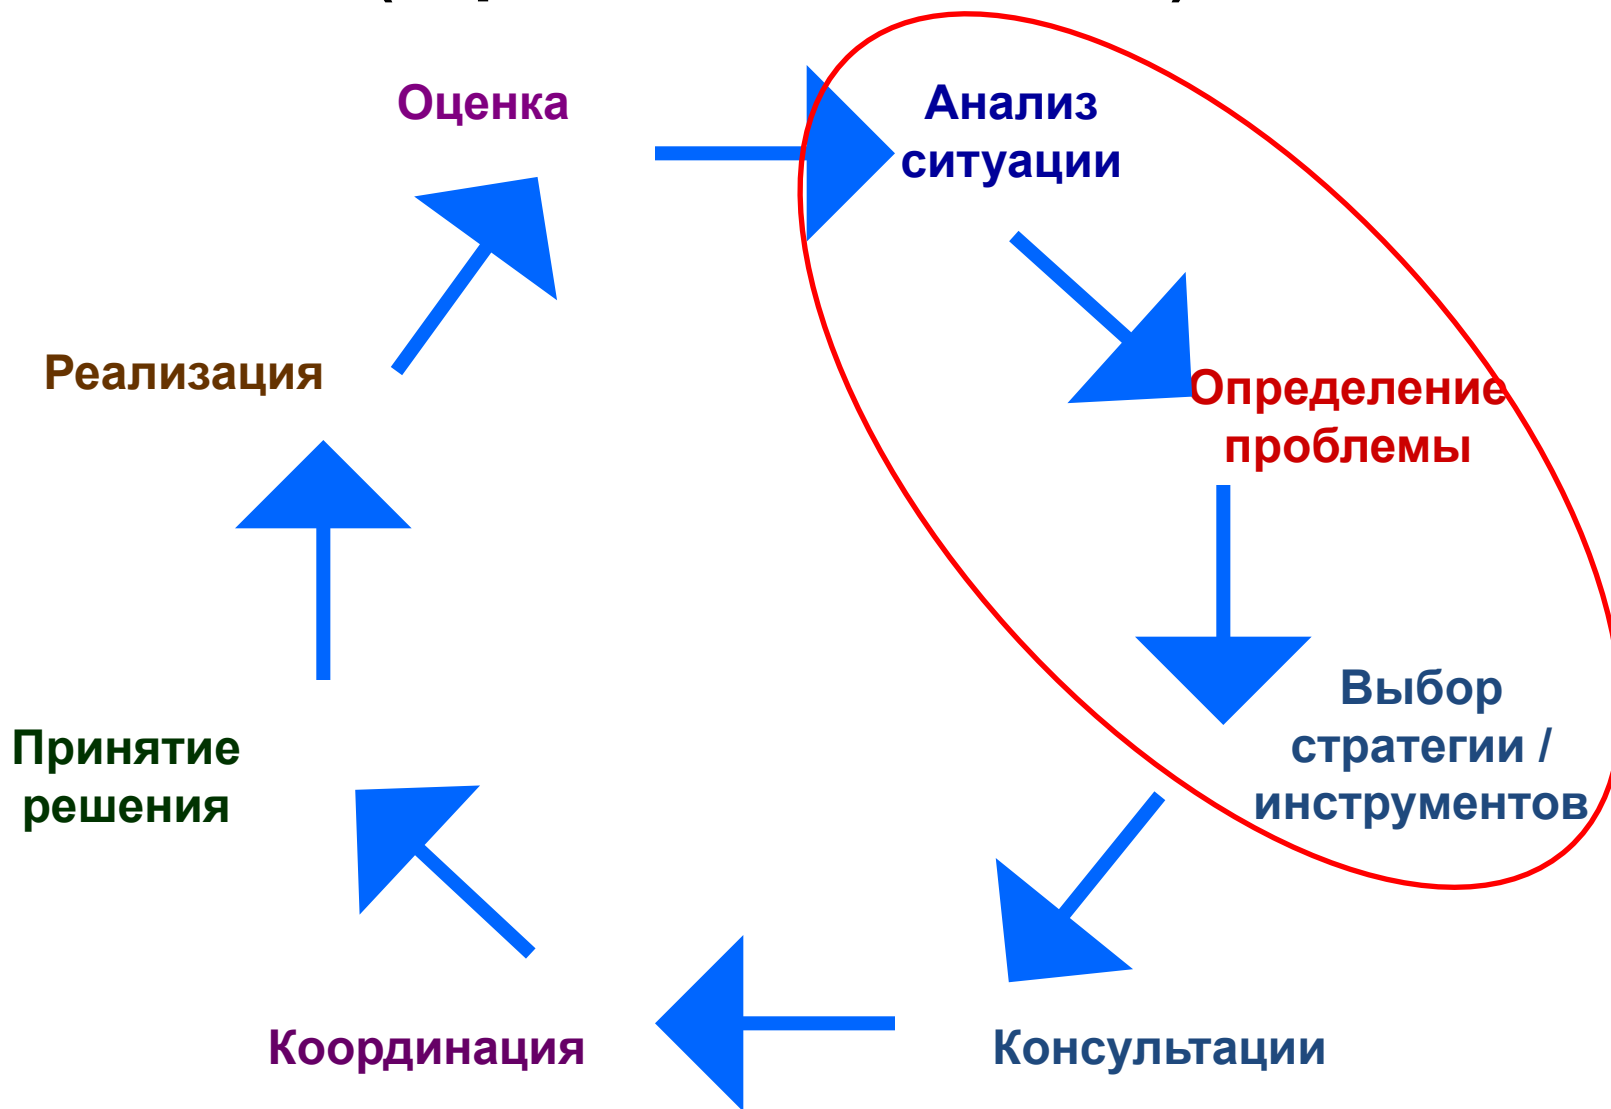 Оценка
Анализ
ситуации
Реализация
Определение
проблемы
Выбор
стратегии /
инструментов
Принятие
решения
Координация
Консультации